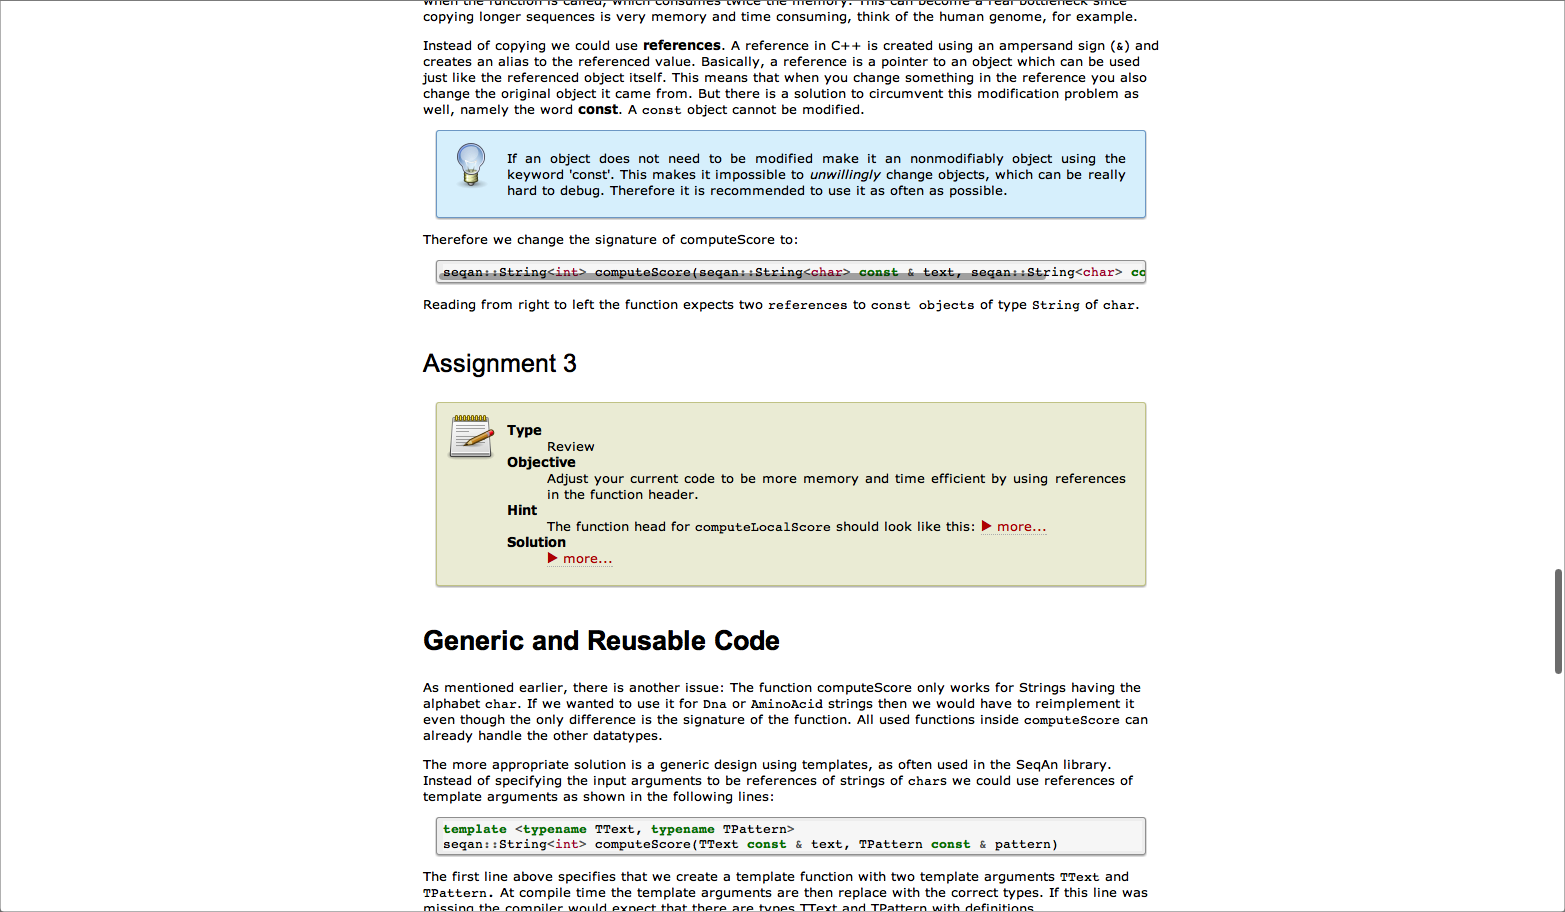 when the function is called, which consumes twice the memory. This can become a real bottleneck since
copying longer sequences is very memory and time consuming, think of the human genome, for example.
Instead of copying we could use references. A reference in C++ is created using an ampersand sign (&) and
creates an alias to the referenced value. Basically, a reference is a pointer to an object which can be used
just like the referenced object itself. This means that when you change something in the reference you also
change the original object it came from. But there is a solution to circumvent this modification problem as
well, namely the word const. A const object cannot be modified.
If an object does not need to be modified make it an nonmodifiably object using the
keyword 'const'. This makes it impossible to unwillingly change objects, which can be really
hard to debug. Therefore it is recommended to use it as often as possible.
Therefore we change the signature of computeScore to:
seqan::String<int> computeScore(seqan::String<char> const & text, seqan::String<char> co
Reading from right to left the function expects two references to const objects of type String of char.
Assignment 3
Type
Review
Objective
Adjust your current code to be more memory and time efficient by using references
in the function header.
Hint
The function head for computeLocalScore should look like this: ▶ more...
Solution
▶ more...
Generic and Reusable Code
As mentioned earlier, there is another issue: The function computeScore only works for Strings having the
alphabet char. If we wanted to use it for Dna or AminoAcid strings then we would have to reimplement it
even though the only difference is the signature of the function. All used functions inside computeScore can
already handle the other datatypes.
The more appropriate solution is a generic design using templates, as often used in the SeqAn library.
Instead of specifying the input arguments to be references of strings of chars we could use references of
template arguments as shown in the following lines:
template <typename TText, typename TPattern>
seqan::String<int> computeScore(TText const & text, TPattern const & pattern)
The first line above specifies that we create a template function with two template arguments TText and
TPattern. At compile time the template arguments are then replace with the correct types. If this line was
missing the compiler would expect that there are types TText and TPattern with definitions.